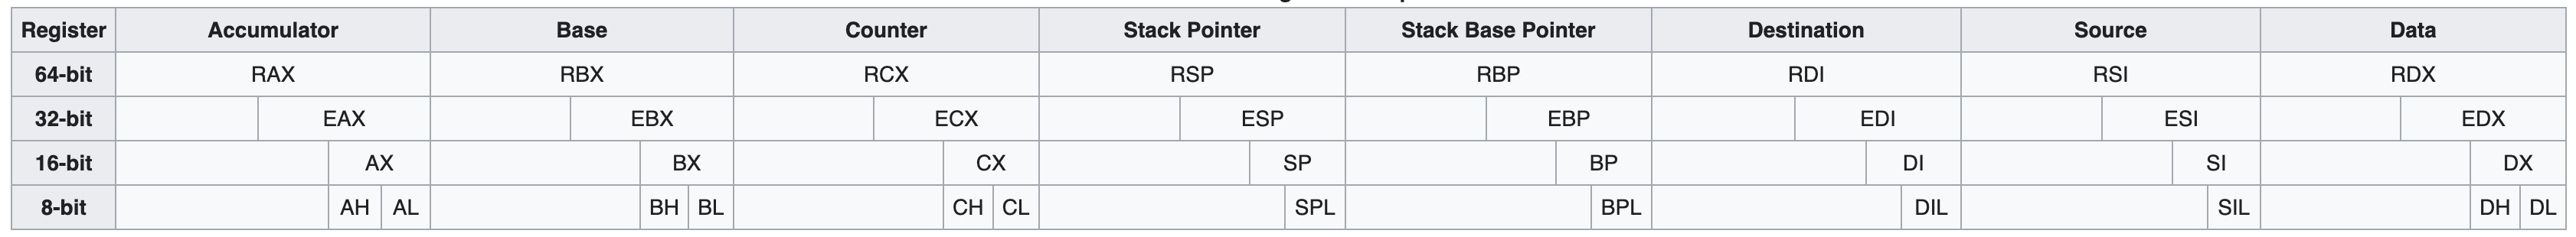 Register Accumulator Base Counter Stack Pointer Stack Base Pointer Destination Source Data
64-bit RAX RBX RCX RSP RBP RDI RSI RDX
32-bit EAX EBX ECX ESP EBP EDI ESI EDX
16-bit AX BX CX SP BP DI SI DX
8-bit AH AL BH BL CH CL SPL BPL DIL SIL DH DL